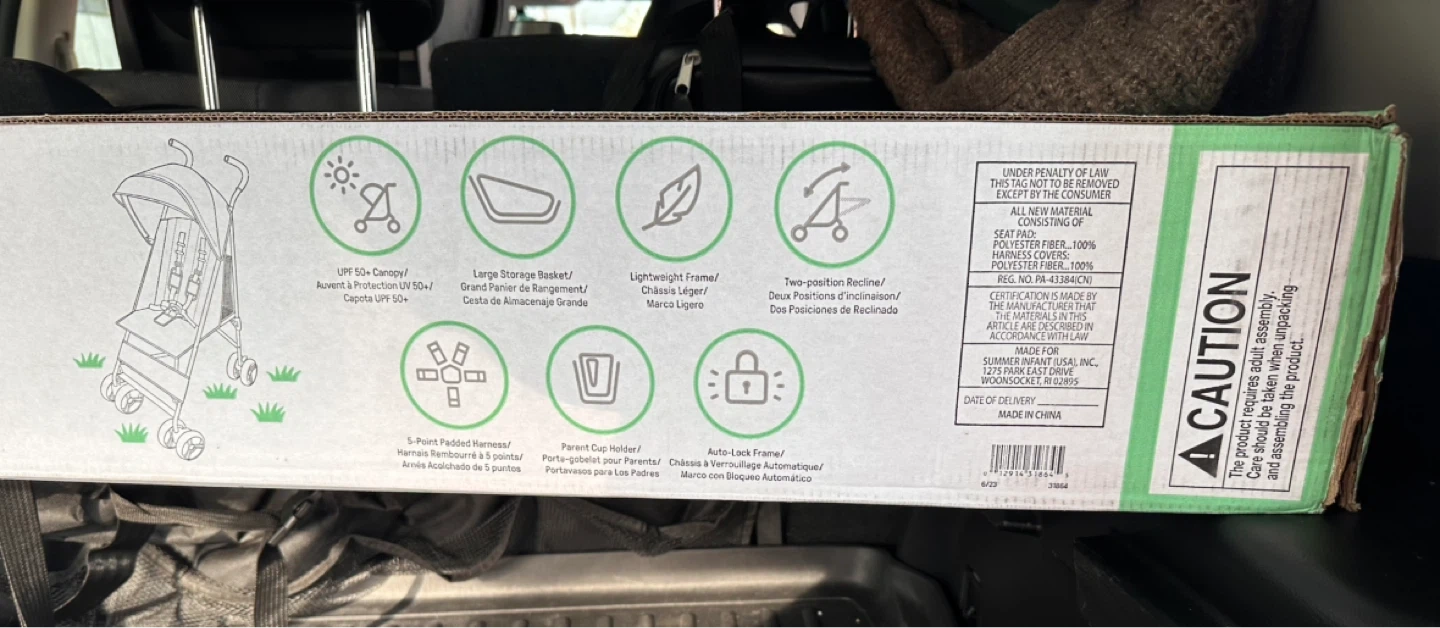 UPF 50+ Canopy/
Auvent à Protection UV 50+/
Capota UPF 50+
Large Storage Basket/
Grand Panier de Rangement/
Cesta de Almacenaje Grande
Lightweight Frame/
Châssis Léger/
Marco Ligero
Two-position Recline/
Deux Positions d'inclinaison/
Dos Posiciones de Reclinado
5-Point Padded Harness/
Harnais Rembourré à 5 points/
Arnés Acolchado de 5 puntos
Parent Cup Holder/
Porte-gobelet pour Parents/
Portavasos para Los Padres
Auto-Lock Frame/
Châssis à Verrouillage Automatique/
Marco con Bloqueo Automático
UNDER PENALTY OF LAW
THIS TAG NOT TO BE REMOVED
EXCEPT BY THE CONSUMER
ALL NEW MATERIAL
CONSISTING OF
SEAT PAD:
POLYESTER FIBER...100%
HARNESS COVERS:
POLYESTER FIBER...100%
REG. NO. PA-43384(CN)
CERTIFICATION IS MADE BY
THE MANUFACTURER THAT
THE MATERIALS IN THIS
ARTICLE ARE DESCRIBED IN
ACCORDANCE WITH LAW
MADE FOR
SUMMER INFANT (USA), INC.,
1275 PARK EAST DRIVE
WOONSOCKET, RI 02895
DATE OF DELIVERY
MADE IN CHINA
0 12914 31864 3
6/23 31864
CAUTION
The product requires adult assembly.
Care should be taken when unpacking
and assembling the product.